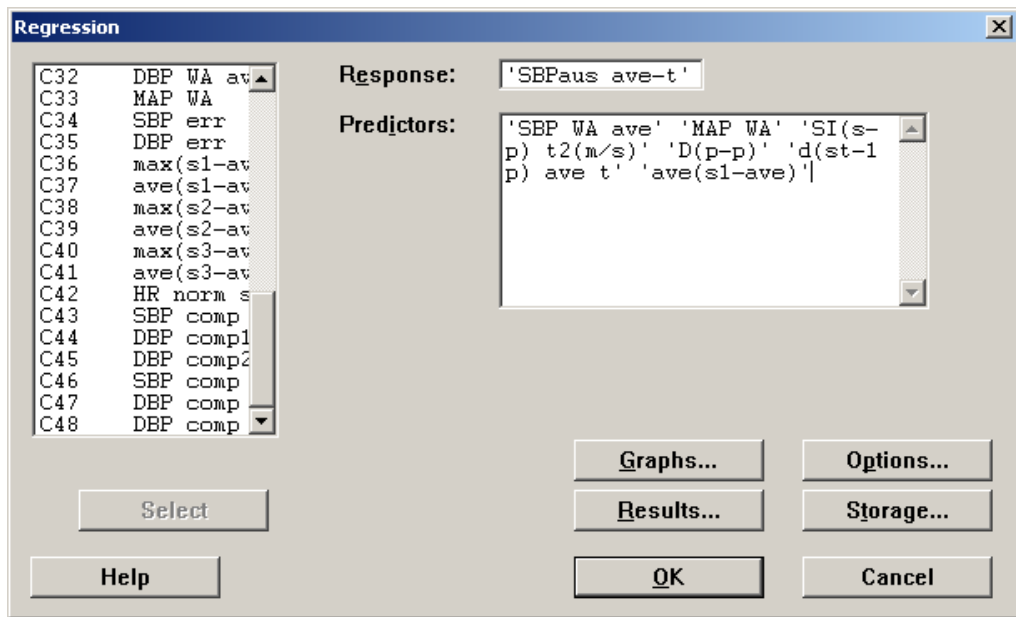 Regression
C32 DBP WA av
C33 MAP WA
C34 SBP err
C35 DBP err
C36 max(s1-av
C37 ave(s1-av
C38 max(s2-av
C39 ave(s2-av
C40 max(s3-av
C41 ave(s3-av
C42 HR norm s
C43 SBP comp
C44 DBP comp1
C45 DBP comp2
C46 SBP comp
C47 DBP comp
C48 DBP comp
Response:
'SBPaus ave-t'
Predictors:
'SBP WA ave' 'MAP WA' 'SI(s-
p) t2(m/s)' 'D(p-p)' 'd(st-1
p) ave t' 'ave(s1-ave)'
Graphs...
Options...
Select
Results...
Storage...
Help
OK
Cancel